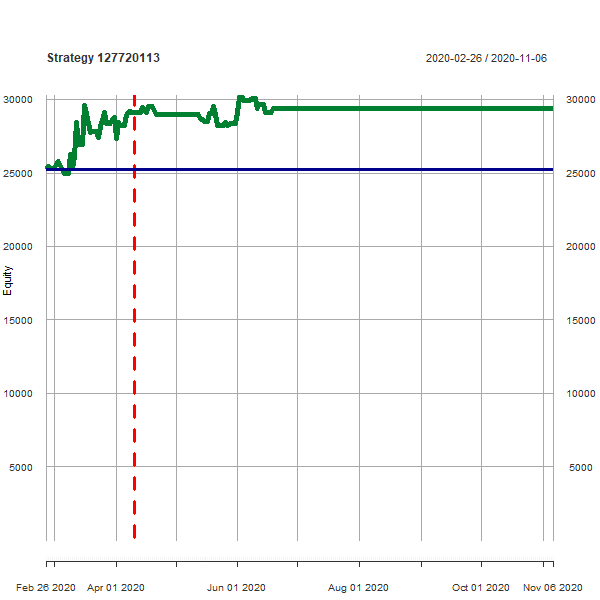 Strategy 127720113
2020-02-26 / 2020-11-06
30000
30000
25000
25000
20000
20000
15000
15000
10000
10000
5000
5000
Equity
Feb 26 2020
Apr 01 2020
Jun 01 2020
Aug 01 2020
Oct 01 2020
Nov 06 2020